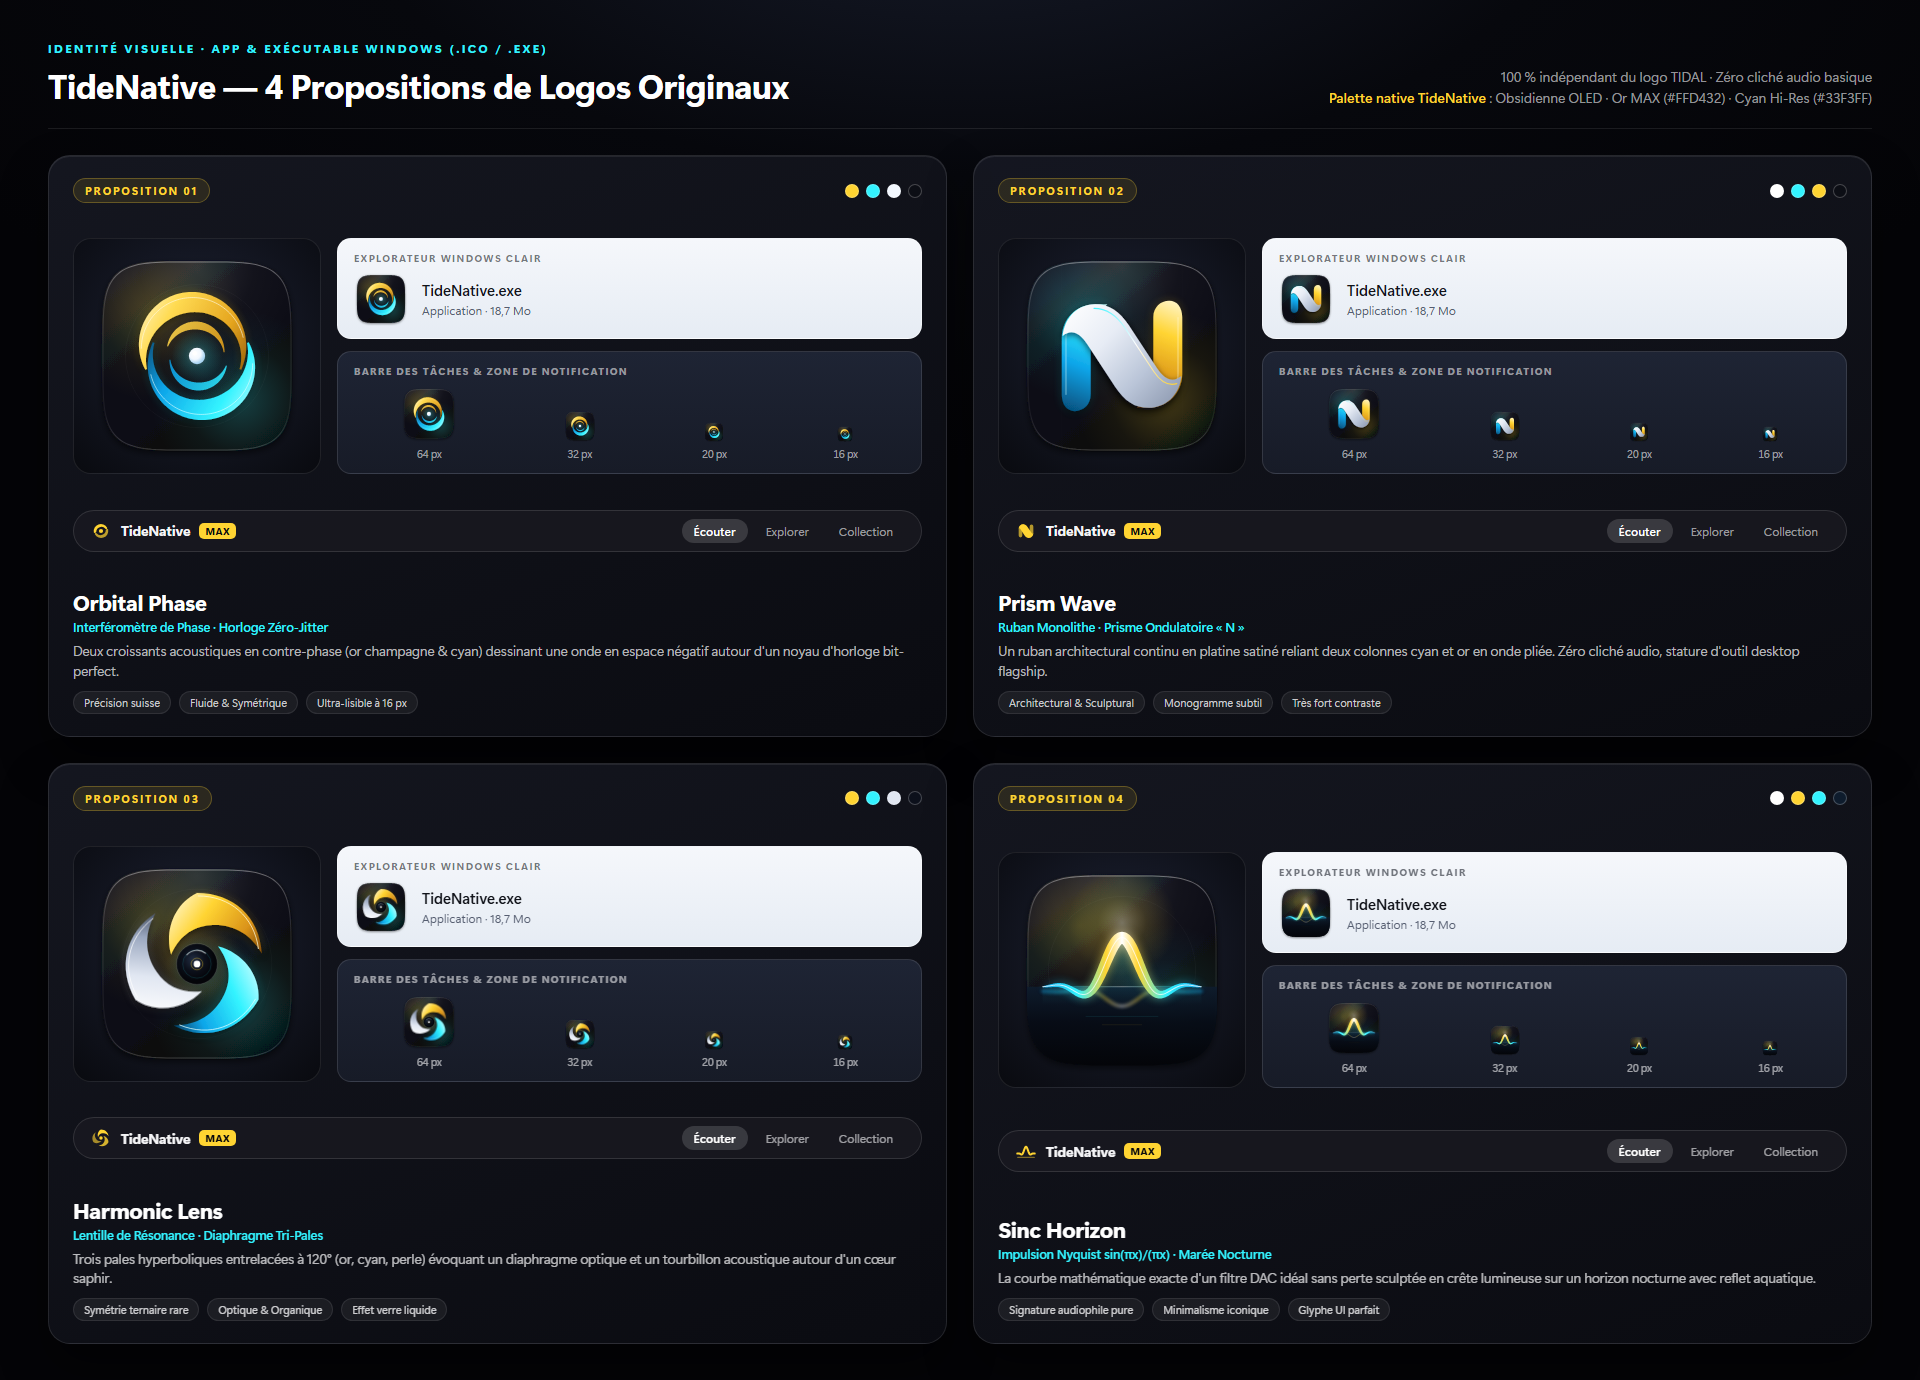 IDENTITÉ VISUELLE · APP & EXÉCUTABLE WINDOWS (.ICO / .EXE)
TideNative — 4 Propositions de Logos Originaux
100 % indépendant du logo TIDAL · Zéro cliché audio basique
Palette native TideNative : Obsidienne OLED · Or MAX (#FFD432) · Cyan Hi-Res (#33F3FF)
PROPOSITION 01
EXPLORATEUR WINDOWS CLAIR
TideNative.exe
Application · 18,7 Mo
BARRE DES TÂCHES & ZONE DE NOTIFICATION
64 px 32 px 20 px 16 px
TideNative MAX Écouter Explorer Collection
Orbital Phase
Interféromètre de Phase · Horloge Zéro-Jitter
Deux croissants acoustiques en contre-phase (or champagne & cyan) dessinant une onde en espace négatif autour d'un noyau d'horloge bit-
perfect.
Précision suisse Fluide & Symétrique Ultra-lisible à 16 px
PROPOSITION 02
EXPLORATEUR WINDOWS CLAIR
TideNative.exe
Application · 18,7 Mo
BARRE DES TÂCHES & ZONE DE NOTIFICATION
64 px 32 px 20 px 16 px
TideNative MAX Écouter Explorer Collection
Prism Wave
Ruban Monolithe · Prisme Ondulatoire « N »
Un ruban architectural continu en platine satiné reliant deux colonnes cyan et or en onde pliée. Zéro cliché audio, stature d'outil desktop
flagship.
Architectural & Sculptural Monogramme subtil Très fort contraste
PROPOSITION 03
EXPLORATEUR WINDOWS CLAIR
TideNative.exe
Application · 18,7 Mo
BARRE DES TÂCHES & ZONE DE NOTIFICATION
64 px 32 px 20 px 16 px
TideNative MAX Écouter Explorer Collection
Harmonic Lens
Lentille de Résonance · Diaphragme Tri-Pales
Trois pales hyperboliques entrelacées à 120° (or, cyan, perle) évoquant un diaphragme optique et un tourbillon acoustique autour d'un cœur
saphir.
Symétrie ternaire rare Optique & Organique Effet verre liquide
PROPOSITION 04
EXPLORATEUR WINDOWS CLAIR
TideNative.exe
Application · 18,7 Mo
BARRE DES TÂCHES & ZONE DE NOTIFICATION
64 px 32 px 20 px 16 px
TideNative MAX Écouter Explorer Collection
Sinc Horizon
Impulsion Nyquist sin(πx)/(πx) · Marée Nocturne
La courbe mathématique exacte d'un filtre DAC idéal sans perte sculptée en crête lumineuse sur un horizon nocturne avec reflet aquatique.
Signature audiophile pure Minimalisme iconique Glyphe UI parfait